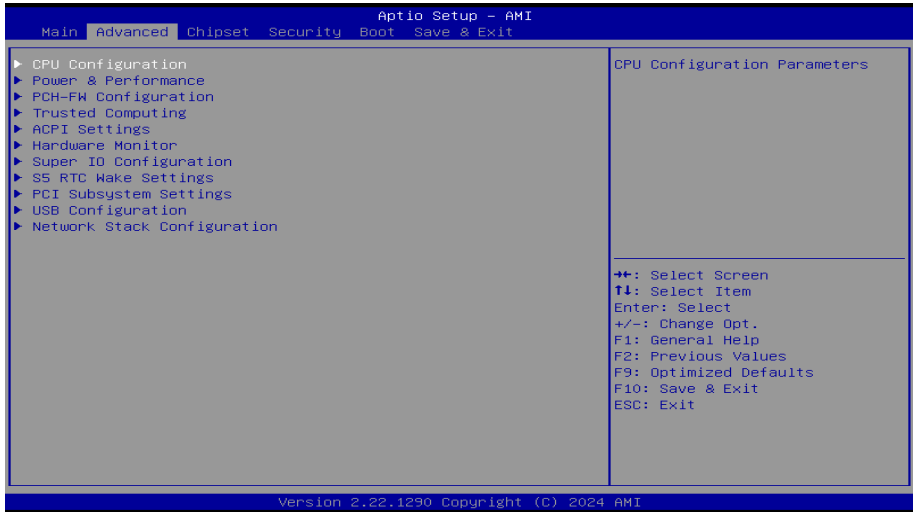 Aptio Setup – AMI
Main Advanced Chipset Security Boot Save & Exit
▶ CPU Configuration
▶ Power & Performance
▶ PCH-FW Configuration
▶ Trusted Computing
▶ ACPI Settings
▶ Hardware Monitor
▶ Super IO Configuration
▶ S5 RTC Wake Settings
▶ PCI Subsystem Settings
▶ USB Configuration
▶ Network Stack Configuration
CPU Configuration Parameters
→←: Select Screen
↑↓: Select Item
Enter: Select
+/-: Change Opt.
F1: General Help
F2: Previous Values
F9: Optimized Defaults
F10: Save & Exit
ESC: Exit
Version 2.22.1290 Copyright (C) 2024 AMI